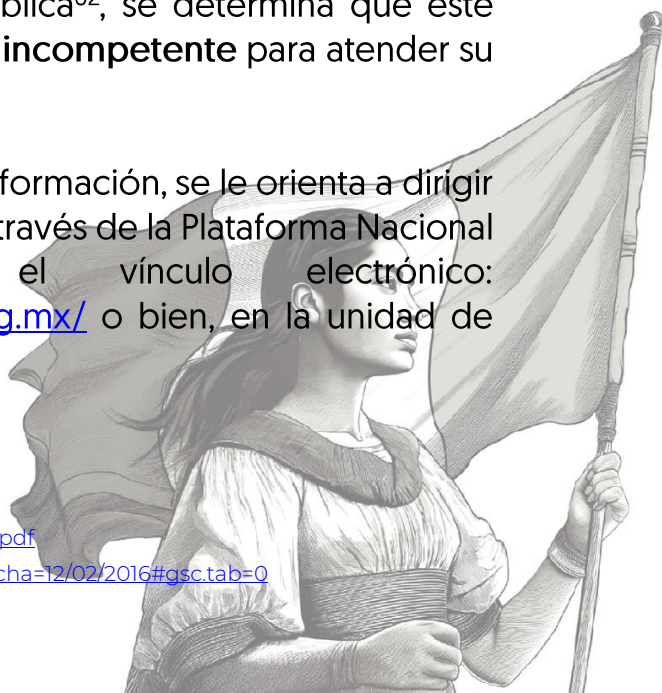 blica⁶², se determina que este
incompetente para atender su
formación, se le orienta a dirigir
través de la Plataforma Nacional
el vínculo electrónico:
g.mx/ o bien, en la unidad de
pdf
cha=12/02/2016#gsc.tab=0